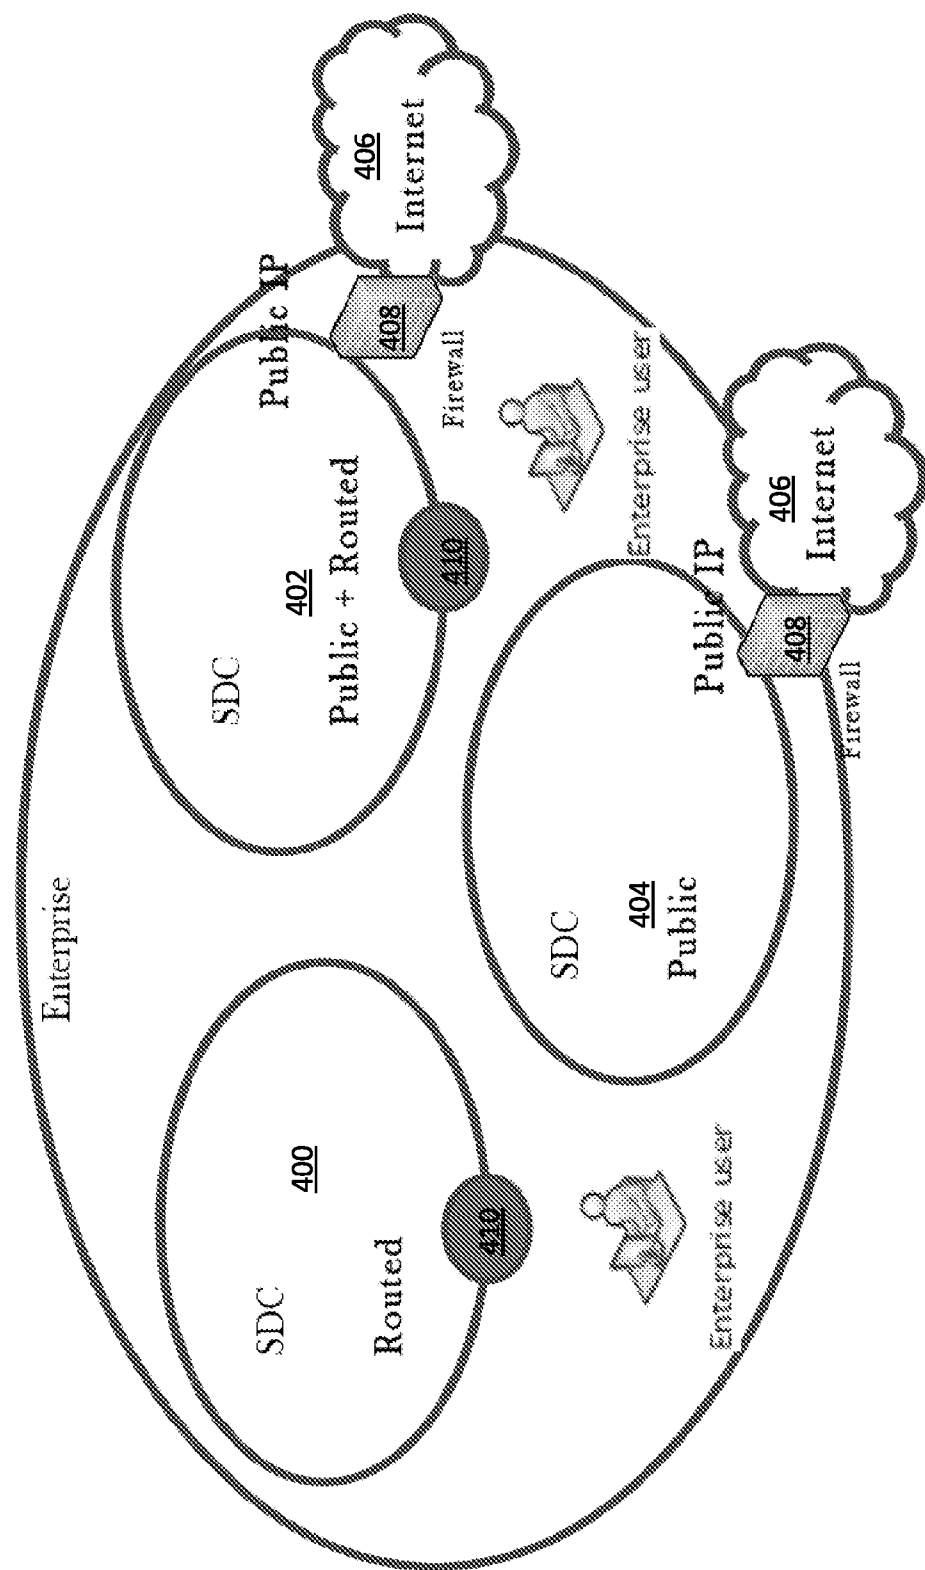 Enterprise
SDC
400
Routed
410
Enterprise user
SDC
402
Public + Routed
410
Public IP
408
Firewall
406
Internet
Enterprise user
SDC
404
Public
Public IP
408
Firewall
406
Internet